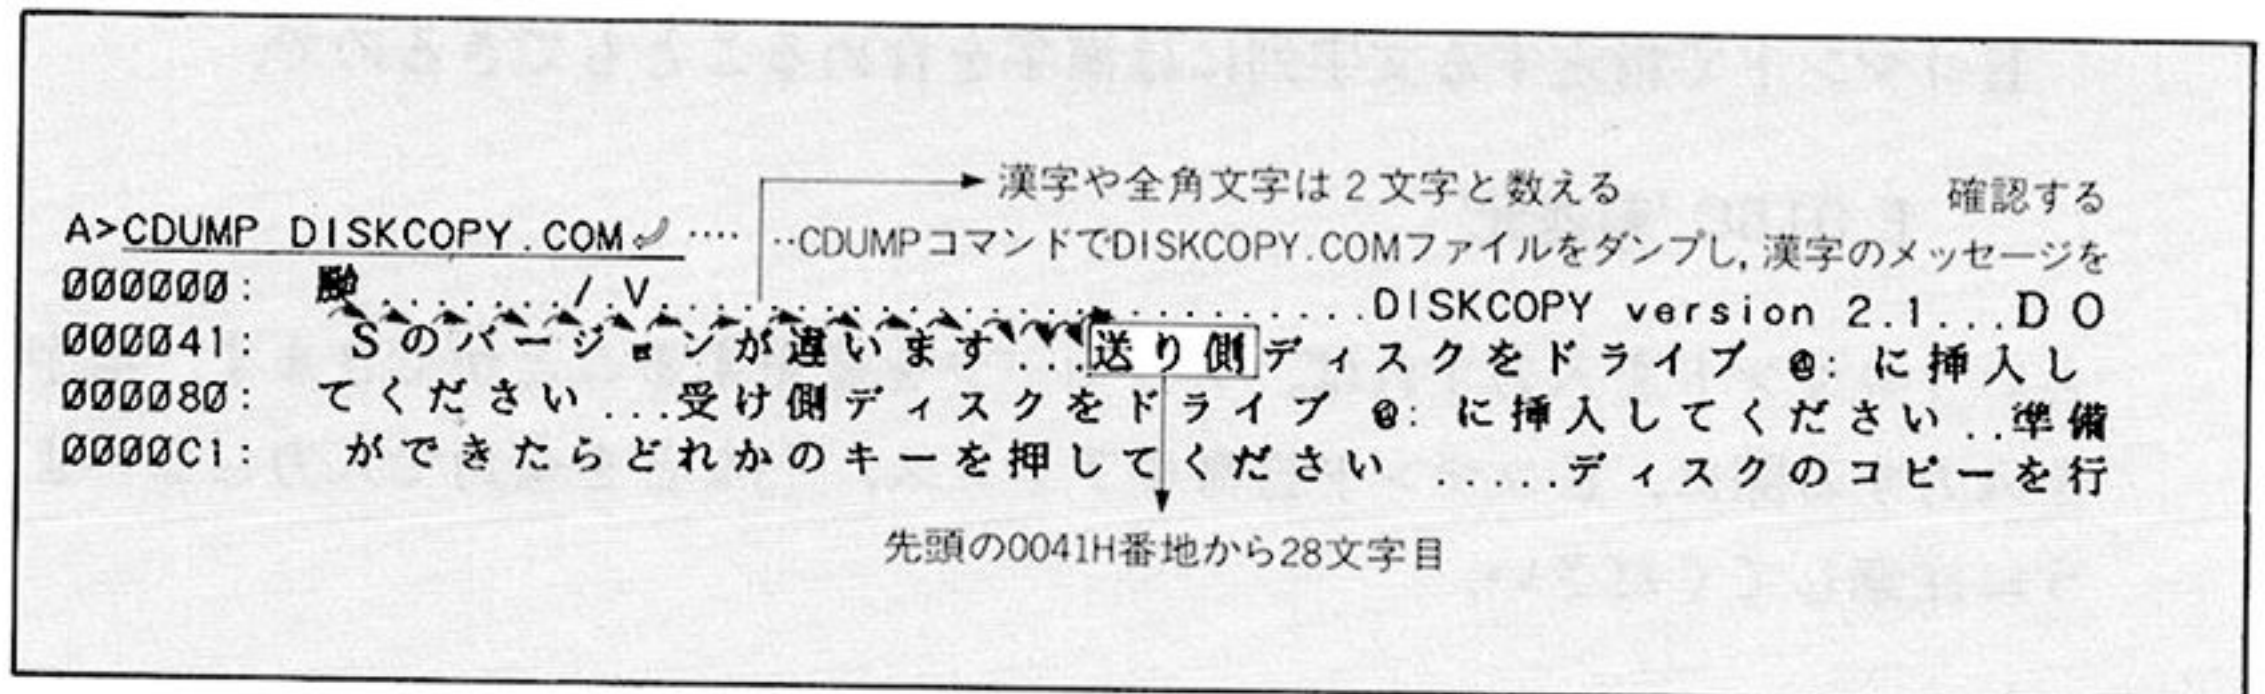 漢字や全角文字は2文字と数える 確認する
A>CDUMP DISKCOPY.COM ‥‥ ‥CDUMPコマンドでDISKCOPY.COMファイルをダンプし,漢字のメッセージを
000000: ......./.V..........................DISKCOPY version 2.1...DO
000041: Sのバージョンが違います...送り側ディスクをドライブ @:に挿入し
000080: てください...受け側ディスクをドライブ @:に挿入してください..準備
0000C1: ができたらどれかのキーを押してください .....ディスクのコピーを行
先頭の0041H番地から28文字目